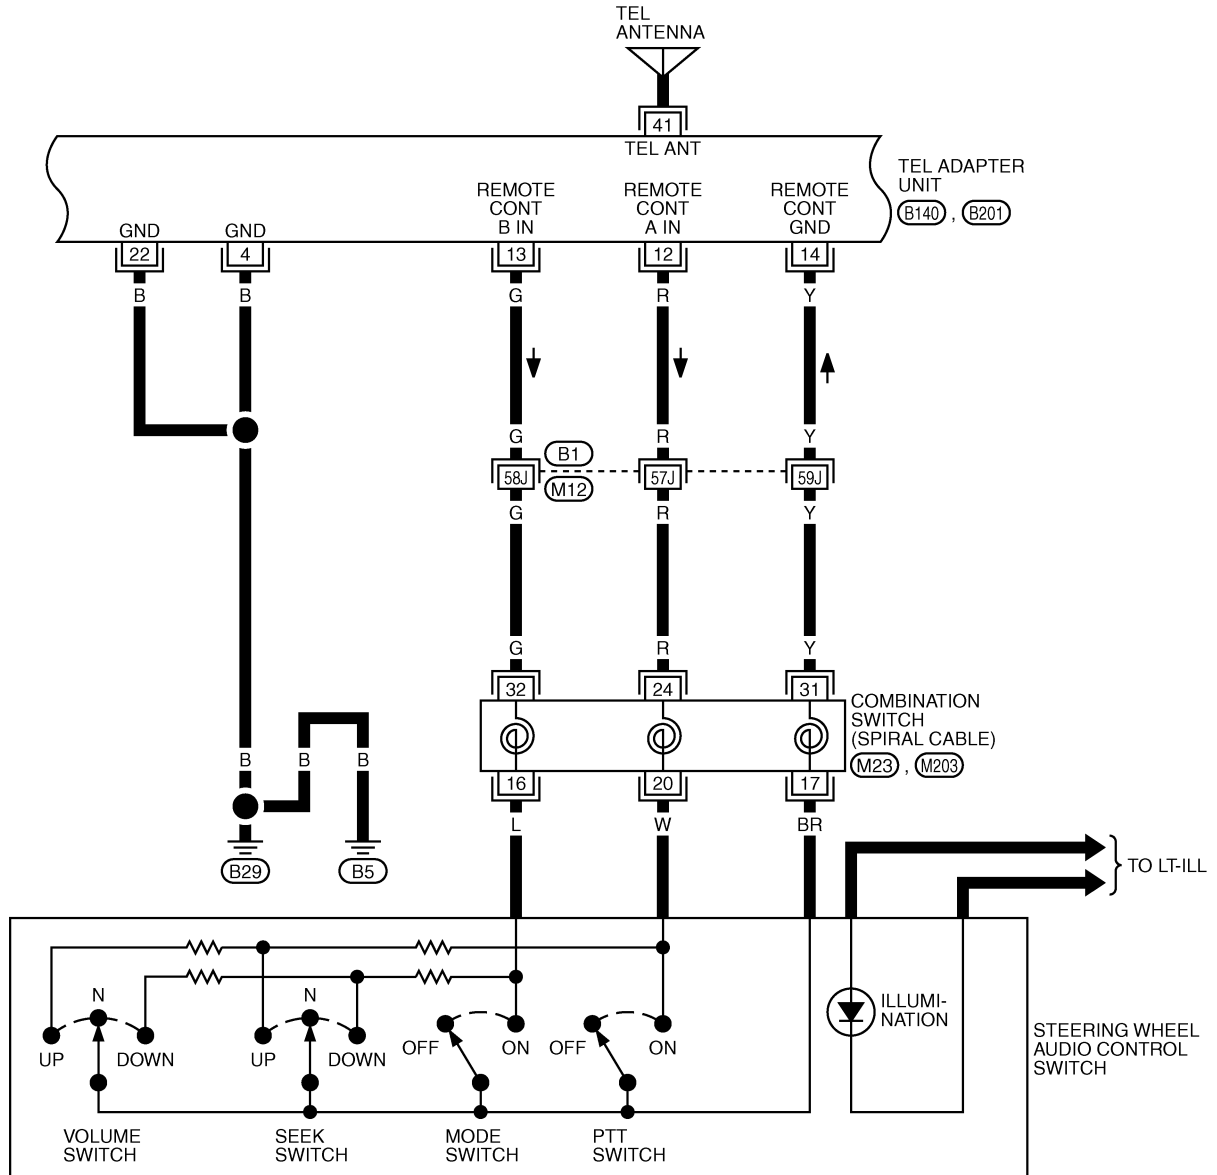 TEL
ANTENNA
41
TEL ANT
TEL ADAPTER
UNIT
B140 , B201
REMOTE
CONT
B IN
REMOTE
CONT
A IN
REMOTE
CONT
GND
GND
GND
22
4
13
12
14
B
B
G
R
Y
G
R
Y
B1
58J
57J
59J
M12
G
R
Y
G
R
Y
32
24
31
COMBINATION
SWITCH
(SPIRAL CABLE)
M23 , M203
B
B
B
16
20
17
L
W
BR
B29
B5
TO LT-ILL
N
UP
DOWN
N
UP
DOWN
OFF
ON
OFF
ON
ILLUMI-
NATION
STEERING WHEEL
AUDIO CONTROL
SWITCH
VOLUME
SWITCH
SEEK
SWITCH
MODE
SWITCH
PTT
SWITCH